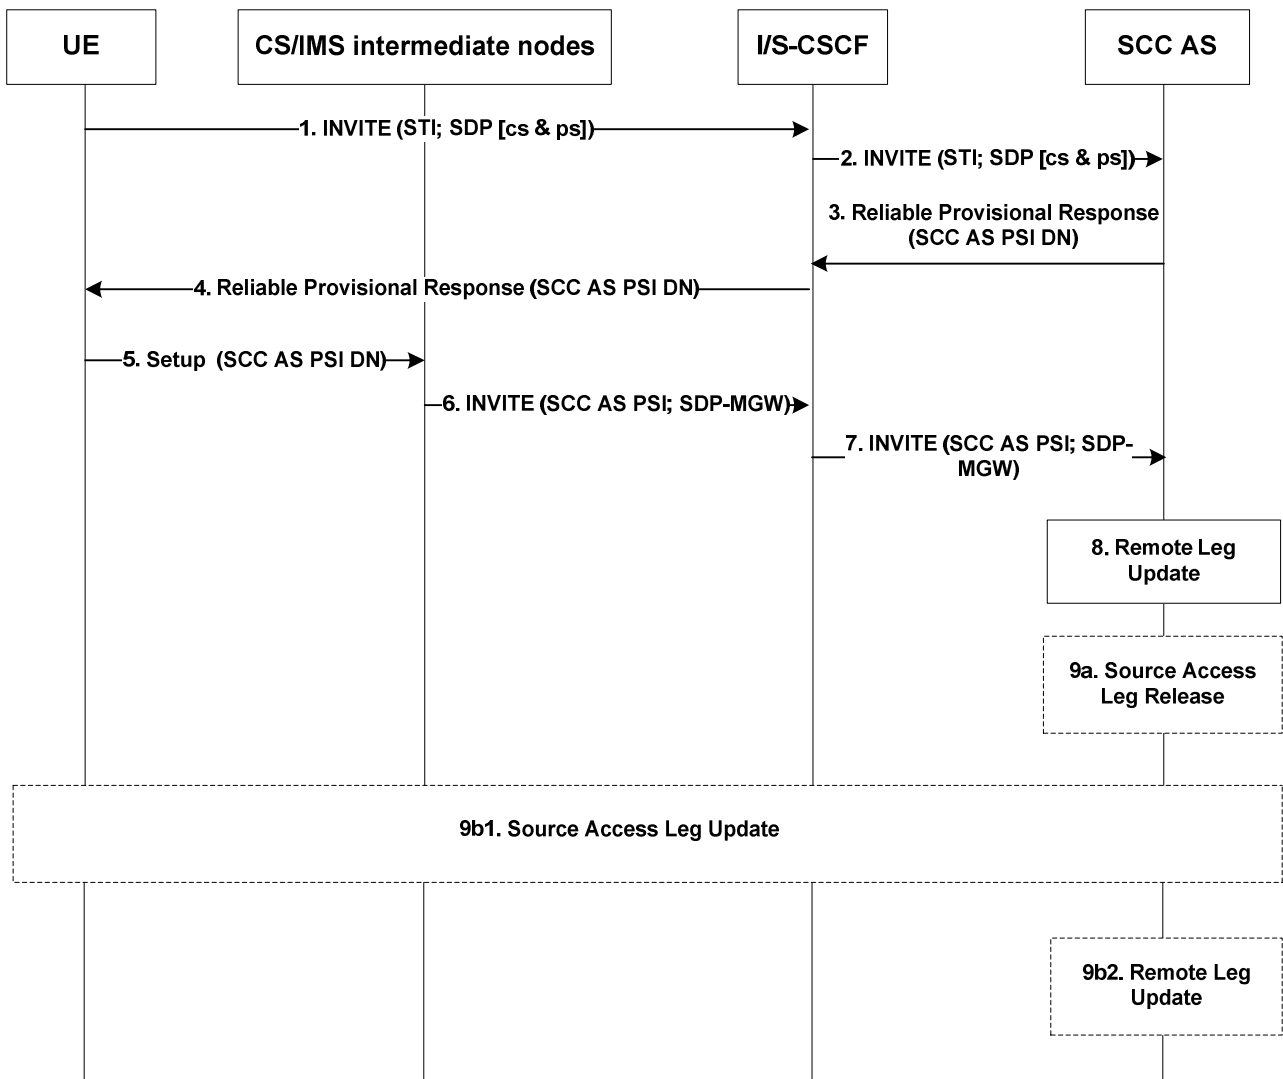 UE
CS/IMS intermediate nodes
I/S-CSCF
SCC AS
1. INVITE (STI; SDP [cs & ps])
2. INVITE (STI; SDP [cs & ps])
3. Reliable Provisional Response
(SCC AS PSI DN)
4. Reliable Provisional Response (SCC AS PSI DN)
5. Setup (SCC AS PSI DN)
6. INVITE (SCC AS PSI; SDP-MGW)
7. INVITE (SCC AS PSI; SDP-
MGW)
8. Remote Leg
Update
9a. Source Access
Leg Release
9b1. Source Access Leg Update
9b2. Remote Leg
Update